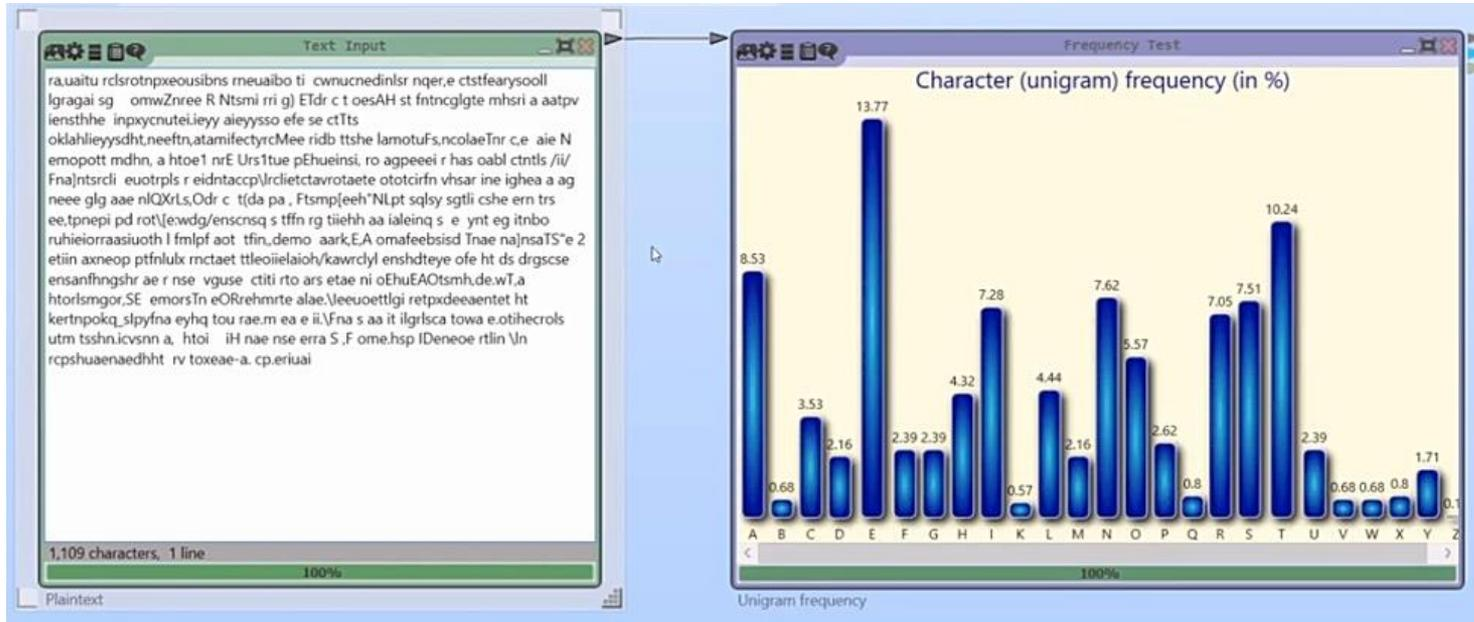 Text Input
ra,uaitu rclsrotnpxeousibns rneuaibo ti  cwnucnedinlsr nqer,e ctstfearysooll
lgragai sg    omwZnree R Ntsmi rri g) ETdr c t oesAH st fntncglgte mhsri a aatpv
iensthhe   inpxycnutei.ieyy aieyysso efe se ctTts
oklahlieyysdht,neeftn,atamifectyrcMee ridb ttshe lamotuFs,ncolaeTnr c,e  aie N
emopott mdhn, a htoe1 nrE Urs1tue pEhueinsi, ro agpeeei r has oabl ctntls /ii/
Fna]ntsrcli   euotrpls r eidntaccp\lrclietctavrotaete ototcirfn vhsar ine ighea a ag
neee glg aae nlQXrLs,Odr c  t(da pa , Ftsmp[eeh"NLpt sqlsy sgtli cshe ern trs
ee,tpnepi pd rot\[e:wdg/enscnsq s tffn rg tiiehh aa ialeinq s  e  ynt eg itnbo
ruhieiorraasiuoth l fmlpf aot  tfin,,demo  aark,E,A omafeebsisd Tnae na]nsaTS"e 2
etiin axneop ptfnlulx rnctaet ttleoiielaioh/kawrclyl enshdteye ofe ht ds drgscse
ensanfhngshr ae r nse  vguse  ctiti rto ars etae ni oEhuEAOtsmh,de.wT,a
htorlsmgor,SE  emorsTn eORrehmrte alae.\leeuoettlgi retpxdeeaentet ht
kertnpokq_slpyfna eyhq tou rae.m ea e ii.\Fna s aa it ilgrlsca towa e.otihecrols
utm tsshn.icvsnn a,  htoi    iH nae nse erra S ,F ome.hsp IDeneoe rtlin \ln
rcpshuaenaedhht  rv toxeae-a. cp.eriuai
1,109 characters,  1 line
100%
Plaintext
Frequency Test
Character (unigram) frequency (in %)
8.53 0.68 3.53 2.16 13.77 2.39 2.39 4.32 7.28 0.57 4.44 2.16 7.62 5.57 2.62 0.8 7.05 7.51 10.24 2.39 0.68 0.68 0.8 1.71
A B C D E F G H I K L M N O P Q R S T U V W X Y Z
100%
Unigram frequency